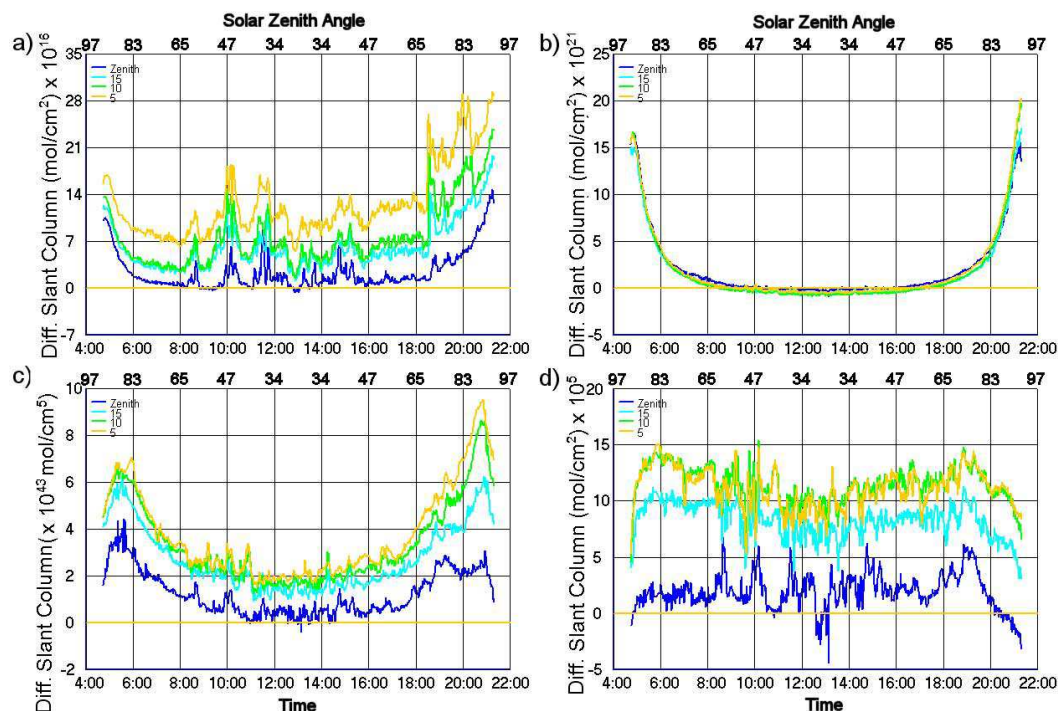 Solar Zenith Angle
a)
97 83 65 47 34 34 47 65 83 97
Diff. Slant Column (mol/cm²) x 10¹⁶
35
28
21
14
7
0
-7
Zenith
15
10
5
4:00 6:00 8:00 10:00 12:00 14:00 16:00 18:00 20:00 22:00
Solar Zenith Angle
b)
97 83 65 47 34 34 47 65 83 97
Diff. Slant Column (mol/cm²) x 10²¹
25
20
15
10
5
0
-5
Zenith
15
10
5
4:00 6:00 8:00 10:00 12:00 14:00 16:00 18:00 20:00 22:00
c)
97 83 65 47 34 34 47 65 83 97
Diff. Slant Column ( x 10⁴³ mol/cm⁵)
10
8
6
4
2
0
-2
Zenith
15
10
5
4:00 6:00 8:00 10:00 12:00 14:00 16:00 18:00 20:00 22:00
Time
d)
97 83 65 47 34 34 47 65 83 97
Diff. Slant Column (mol/cm²) x 10⁵
20
15
10
5
0
-5
Zenith
15
10
5
4:00 6:00 8:00 10:00 12:00 14:00 16:00 18:00 20:00 22:00
Time